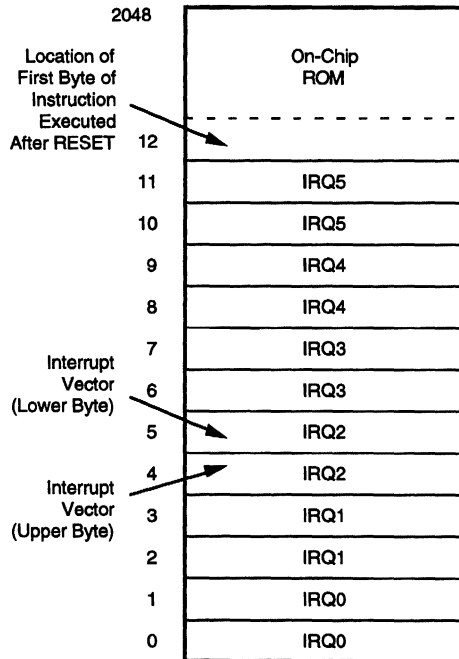 2048
Location of
First Byte of
Instruction
Executed
After RESET
On-Chip
ROM
12
11 IRQ5
10 IRQ5
9 IRQ4
8 IRQ4
7 IRQ3
6 IRQ3
Interrupt
Vector
(Lower Byte)
5 IRQ2
4 IRQ2
Interrupt
Vector
(Upper Byte)
3 IRQ1
2 IRQ1
1 IRQ0
0 IRQ0